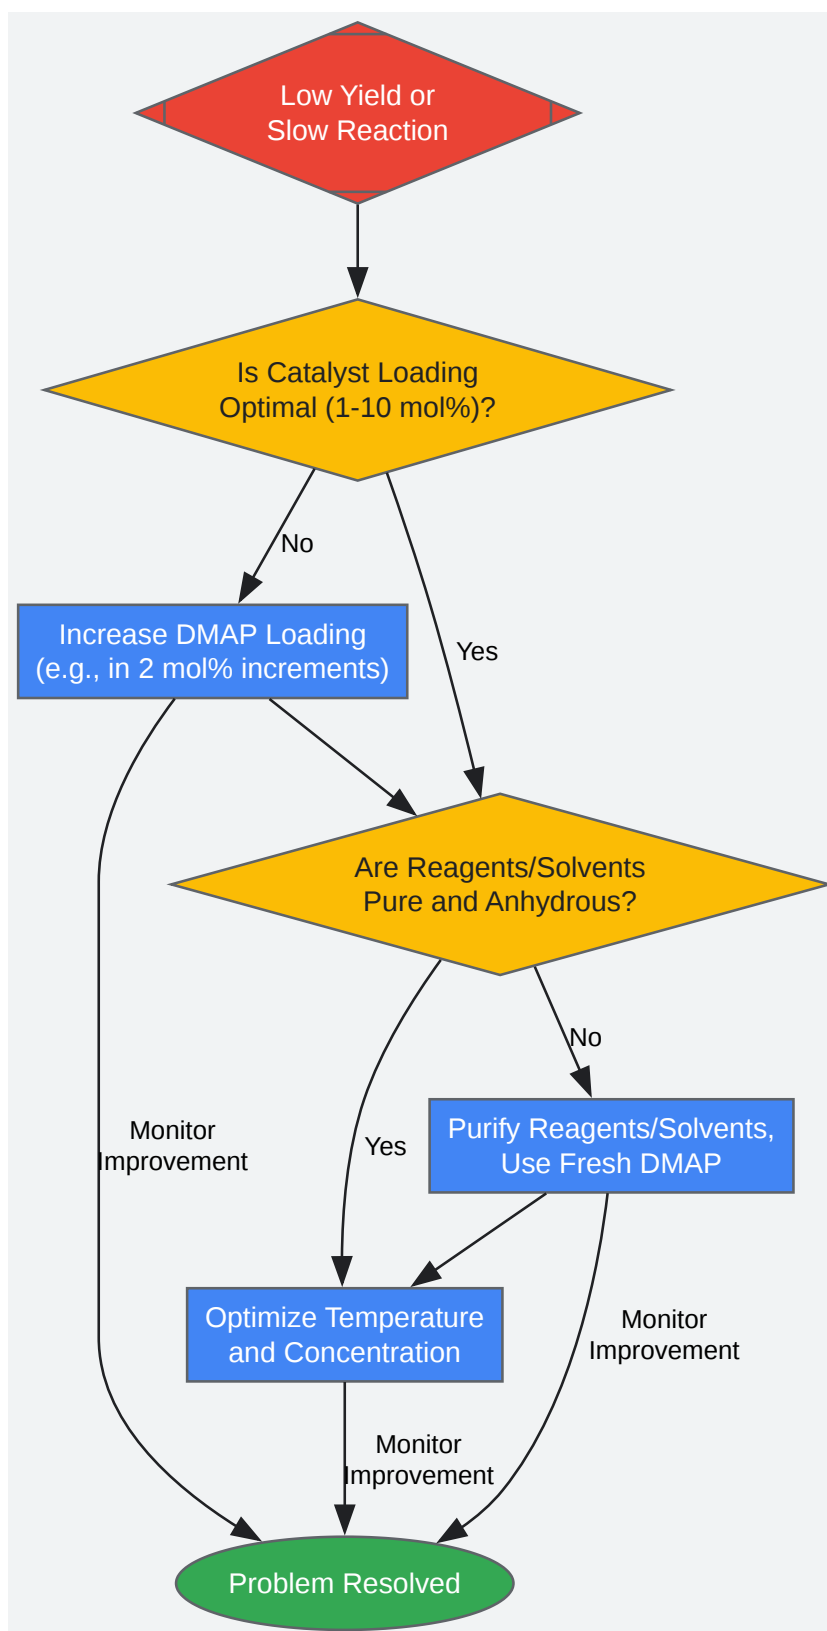 Low Yield or
Slow Reaction
Is Catalyst Loading
Optimal (1-10 mol%)?
No
Increase DMAP Loading
(e.g., in 2 mol% increments)
Yes
Are Reagents/Solvents
Pure and Anhydrous?
No
Monitor
Improvement
Yes
Purify Reagents/Solvents,
Use Fresh DMAP
Optimize Temperature
and Concentration
Monitor
Improvement
Monitor
Improvement
Problem Resolved